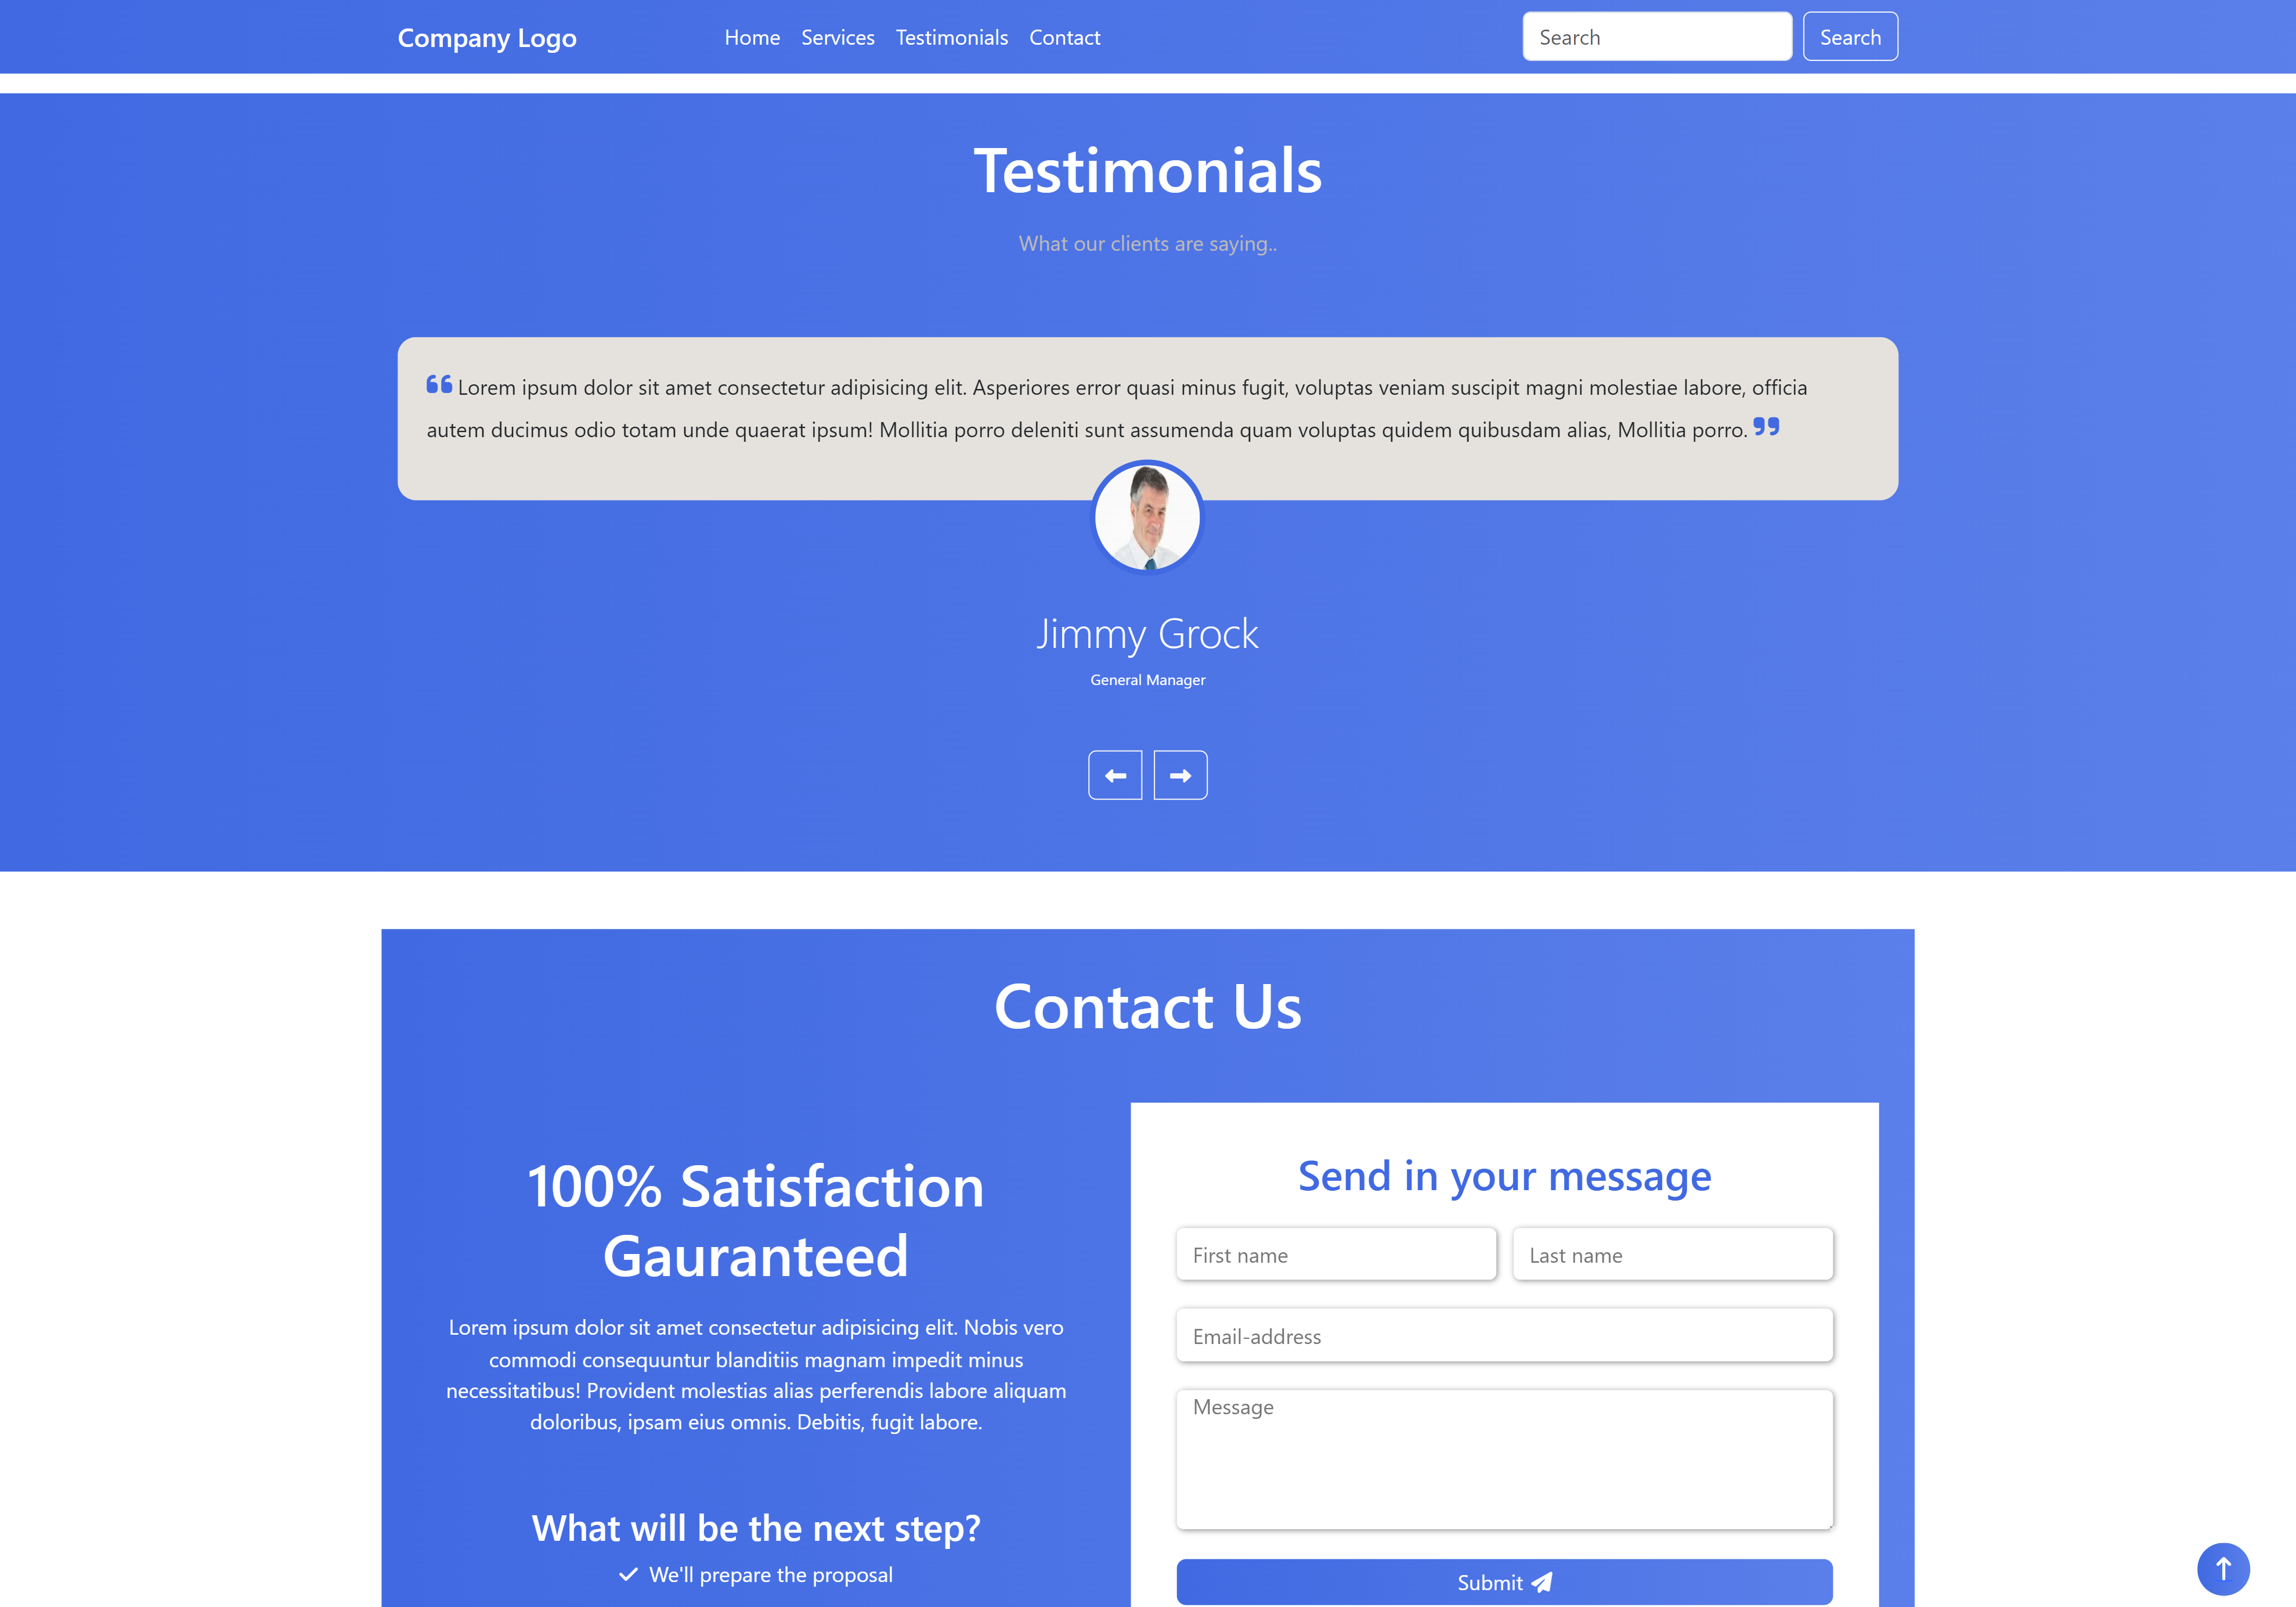 Company Logo Home Services Testimonials Contact Search Search
Testimonials
What our clients are saying..
Lorem ipsum dolor sit amet consectetur adipisicing elit. Asperiores error quasi minus fugit, voluptas veniam suscipit magni molestiae labore, officia
autem ducimus odio totam unde quaerat ipsum! Mollitia porro deleniti sunt assumenda quam voluptas quidem quibusdam alias, Mollitia porro.
Jimmy Grock
General Manager
Contact Us
100% Satisfaction
Gauranteed
Lorem ipsum dolor sit amet consectetur adipisicing elit. Nobis vero
commodi consequuntur blanditiis magnam impedit minus
necessitatibus! Provident molestias alias perferendis labore aliquam
doloribus, ipsam eius omnis. Debitis, fugit labore.
What will be the next step?
We'll prepare the proposal
Send in your message
First name Last name
Email-address
Message
Submit